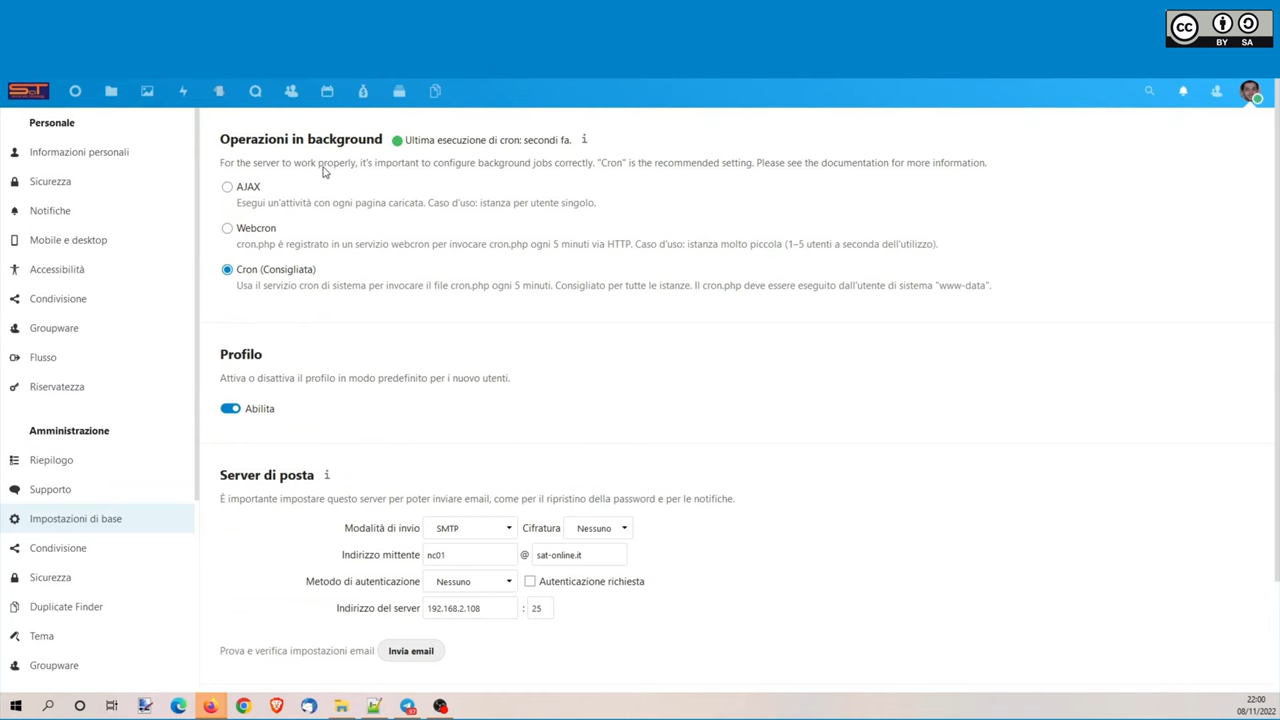 CC BY SA
SCT
Personale
Informazioni personali
Sicurezza
Notifiche
Mobile e desktop
Accessibilità
Condivisione
Groupware
Flusso
Riservatezza
Amministrazione
Riepilogo
Supporto
Impostazioni di base
Condivisione
Sicurezza
Duplicate Finder
Tema
Groupware
Operazioni in background Ultima esecuzione di cron: secondi fa.
For the server to work properly, it's important to configure background jobs correctly. "Cron" is the recommended setting. Please see the documentation for more information.
AJAX
Esegui un'attività con ogni pagina caricata. Caso d'uso: istanza per utente singolo.
Webcron
cron.php è registrato in un servizio webcron per invocare cron.php ogni 5 minuti via HTTP. Caso d'uso: istanza molto piccola (1–5 utenti a seconda dell'utilizzo).
Cron (Consigliata)
Usa il servizio cron di sistema per invocare il file cron.php ogni 5 minuti. Consigliato per tutte le istanze. Il cron.php deve essere eseguito dall'utente di sistema "www-data".
Profilo
Attiva o disattiva il profilo in modo predefinito per i nuovo utenti.
Abilita
Server di posta
É importante impostare questo server per poter inviare email, come per il ripristino della password e per le notifiche.
Modalità di invio SMTP Cifratura Nessuno
Indirizzo mittente nc01 @ sat-online.it
Metodo di autenticazione Nessuno Autenticazione richiesta
Indirizzo del server 192.168.2.108 : 25
Prova e verifica impostazioni email Invia email
22:00
08/11/2022